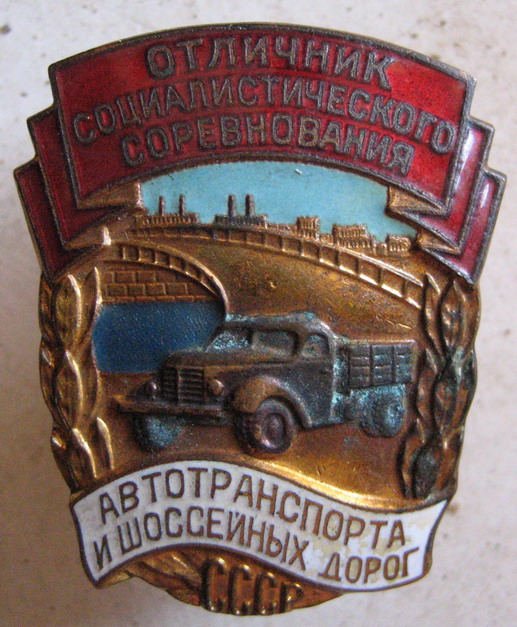 ОТЛИЧНИК
СОЦИАЛИСТИЧЕСКОГО
СОРЕВНОВАНИЯ
АВТОТРАНСПОРТА
И ШОССЕЙНЫХ ДОРОГ
СССР